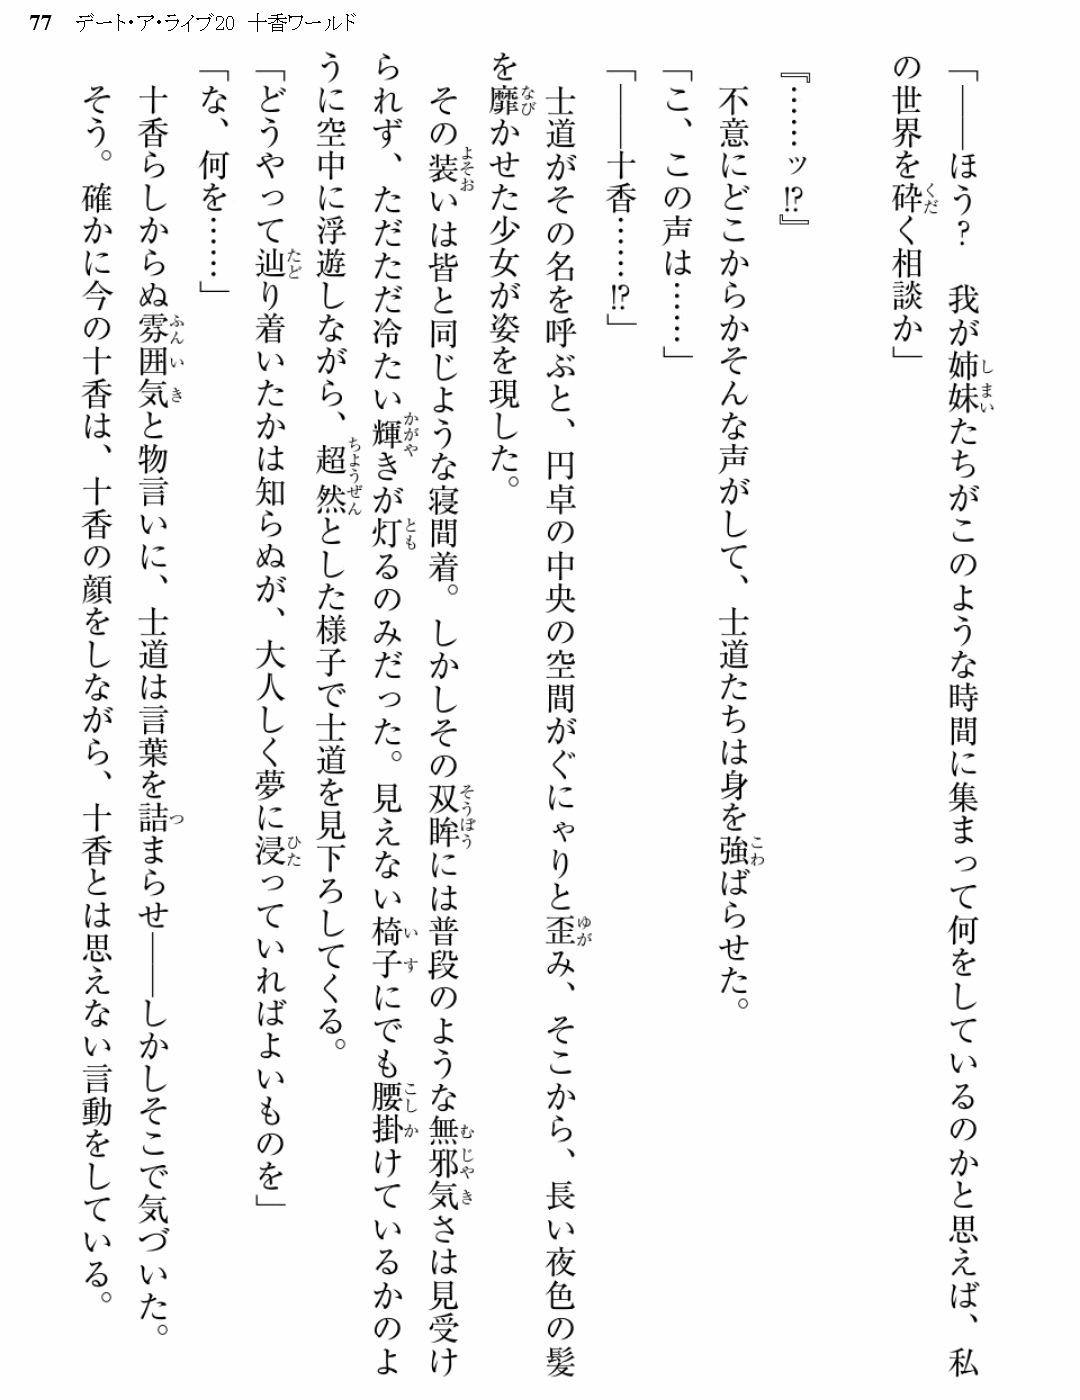 77 デート・ア・ライブ20 十香ワールド
「――ほう? 我が姉妹たちがこのような時間に集まって何をしているのかと思えば、私
の世界を砕く相談か」
『……ッ!?』
不意にどこからかそんな声がして、士道たちは身を強ばらせた。
「こ、この声は……」
「――十香……!?」
士道がその名を呼ぶと、円卓の中央の空間がぐにゃりと歪み、そこから、長い夜色の髪
を靡かせた少女が姿を現した。
その装いは皆と同じような寝間着。しかしその双眸には普段のような無邪気さは見受け
られず、ただただ冷たい輝きが灯るのみだった。見えない椅子にでも腰掛けているかのよ
うに空中に浮遊しながら、超然とした様子で士道を見下ろしてくる。
「どうやって辿り着いたかは知らぬが、大人しく夢に浸っていればよいものを」
「な、何を……」
十香らしからぬ雰囲気と物言いに、士道は言葉を詰まらせ――しかしそこで気づいた。
そう。確かに今の十香は、十香の顔をしながら、十香とは思えない言動をしている。